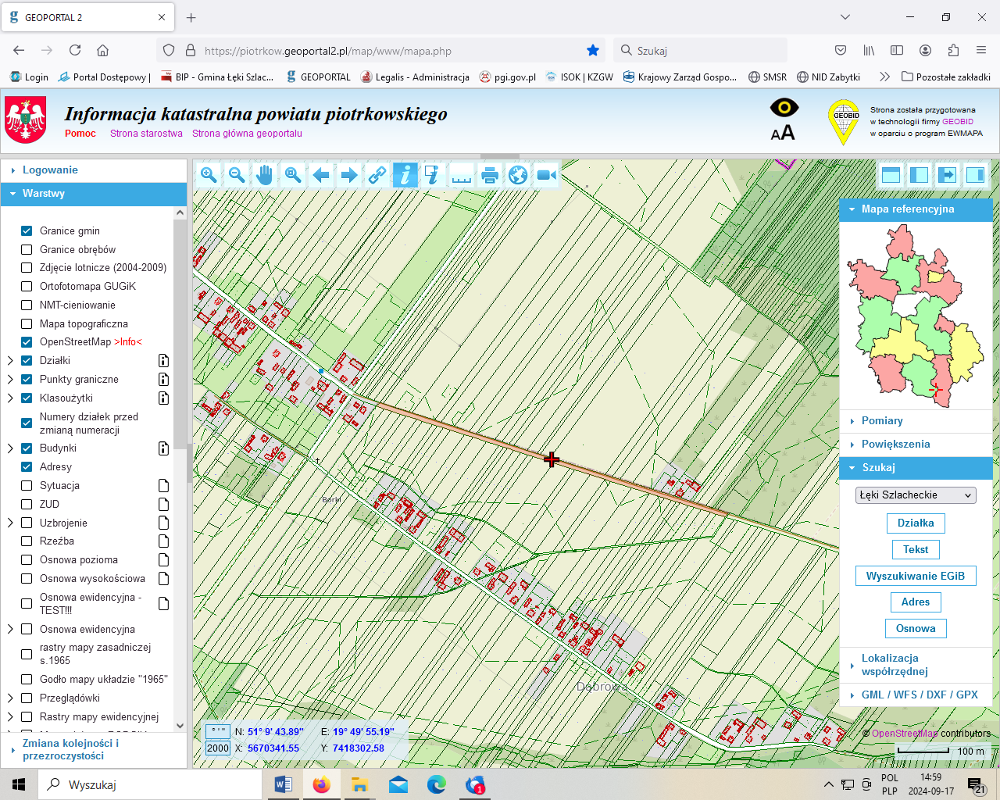 GEOPORTAL 2
https://piotrkow.geoportal2.pl/map/www/mapa.php
Szukaj
Login
Portal Dostępowy |
BIP - Gmina Łęki Szlac...
GEOPORTAL
Legalis - Administracja
pgi.gov.pl
ISOK | KZGW
Krajowy Zarząd Gospo...
SMSR
NID Zabytki
Pozostałe zakładki
Informacja katastralna powiatu piotrkowskiego
Pomoc Strona starostwa Strona główna geoportalu
AA
GEOBID
Strona została przygotowana
w technologii firmy GEOBID
w oparciu o program EWMAPA
Logowanie
Warstwy
Granice gmin
Granice obrębów
Zdjęcie lotnicze (2004-2009)
Ortofotomapa GUGiK
NMT-cieniowanie
Mapa topograficzna
OpenStreetMap >Info<
Działki
Punkty graniczne
Klasoużytki
Numery działek przed
zmianą numeracji
Budynki
Adresy
Sytuacja
ZUD
Uzbrojenie
Rzeźba
Osnowa pozioma
Osnowa wysokościowa
Osnowa ewidencyjna -
TEST!!!
Osnowa ewidencyjna
rastry mapy zasadniczej
s.1965
Godło mapy układzie "1965"
Przeglądówki
Rastry mapy ewidencyjnej
Zmiana kolejności i
przezroczystości
Borki
Dąbrowa
Mapa referencyjna
Pomiary
Powiększenia
Szukaj
Łęki Szlacheckie
Działka
Tekst
Wyszukiwanie EGiB
Adres
Osnowa
Lokalizacja
współrzędnej
GML / WFS / DXF / GPX
° ' "
N: 51° 9' 43.89" E: 19° 49' 55.19"
2000
X: 5670341.55 Y: 7418302.58
© OpenStreetMap contributors
100 m
Wyszukaj
1
POL
PLP
14:59
2024-09-17
21